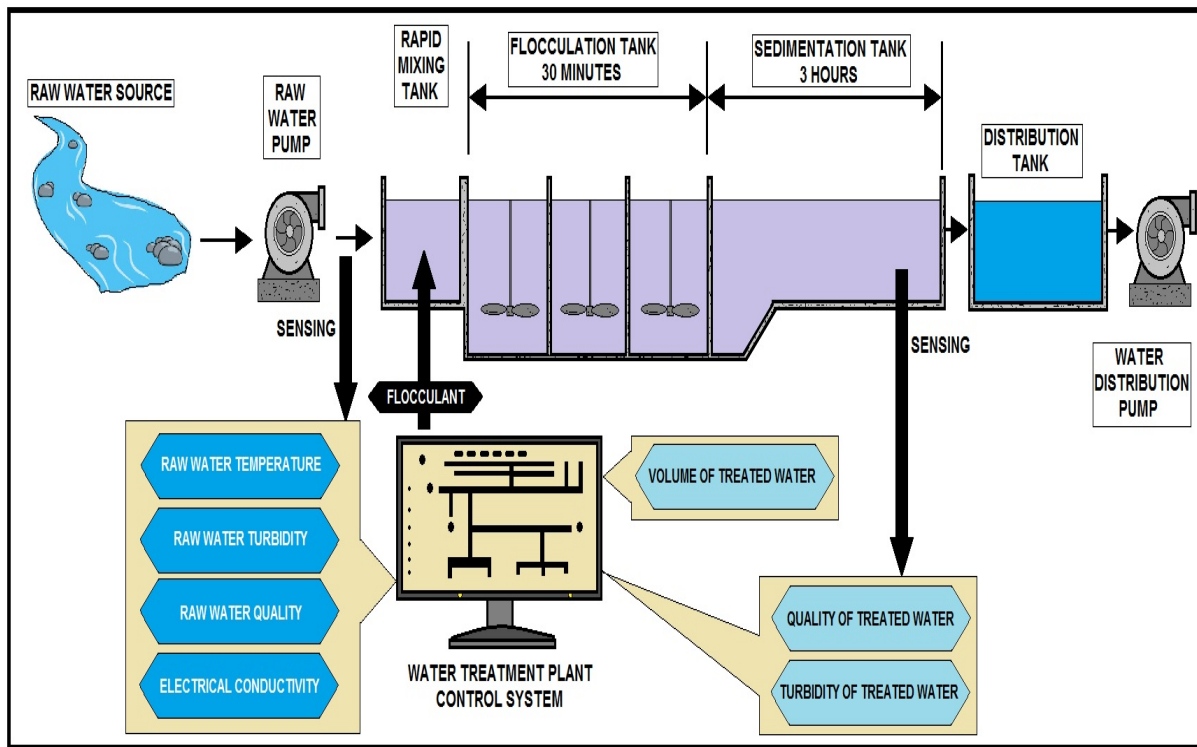 RAW WATER SOURCE
RAW
WATER
PUMP
RAPID
MIXING
TANK
FLOCCULATION TANK
30 MINUTES
SEDIMENTATION TANK
3 HOURS
DISTRIBUTION
TANK
SENSING
FLOCCULANT
SENSING
WATER
DISTRIBUTION
PUMP
RAW WATER TEMPERATURE
RAW WATER TURBIDITY
RAW WATER QUALITY
ELECTRICAL CONDUCTIVITY
VOLUME OF TREATED WATER
QUALITY OF TREATED WATER
TURBIDITY OF TREATED WATER
WATER TREATMENT PLANT
CONTROL SYSTEM